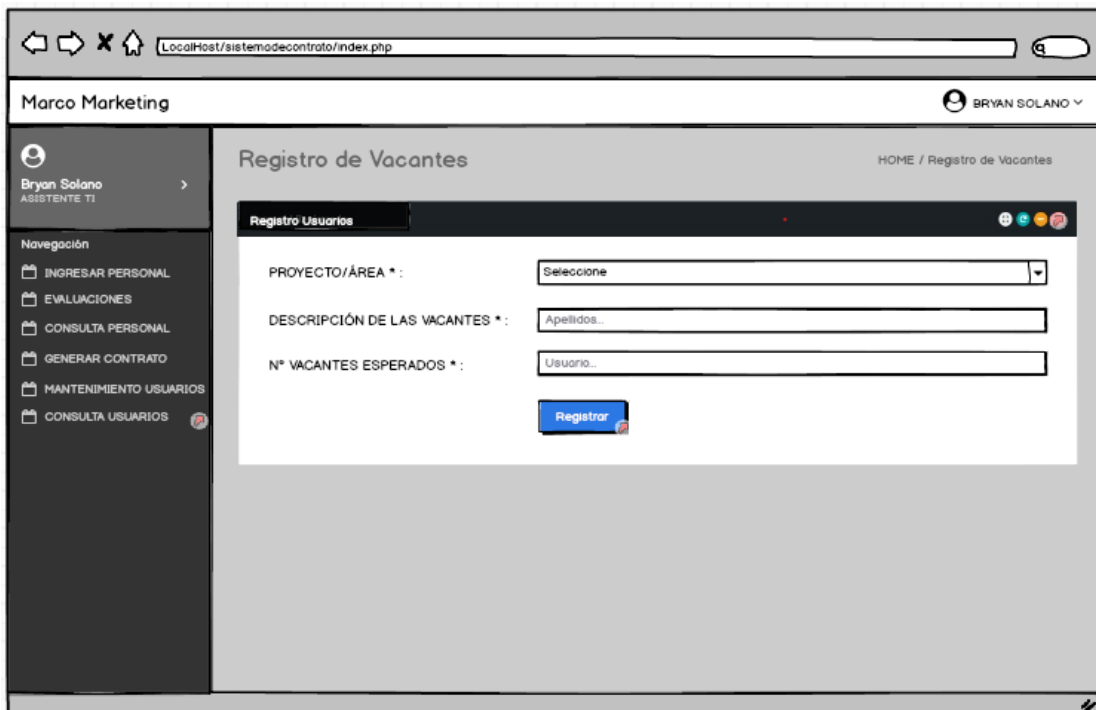 LocalHost/sistemadecontrato/index.php
Marco Marketing
BRYAN SOLANO
Bryan Solano
ASISTENTE TI
Navegación
INGRESAR PERSONAL
EVALUACIONES
CONSULTA PERSONAL
GENERAR CONTRATO
MANTENIMIENTO USUARIOS
CONSULTA USUARIOS
Registro de Vacantes
HOME / Registro de Vacantes
Registro Usuarios
PROYECTO/ÁREA * :
Seleccione
DESCRIPCIÓN DE LAS VACANTES * :
Apellidos...
Nº VACANTES ESPERADOS * :
Usuario...
Registrar